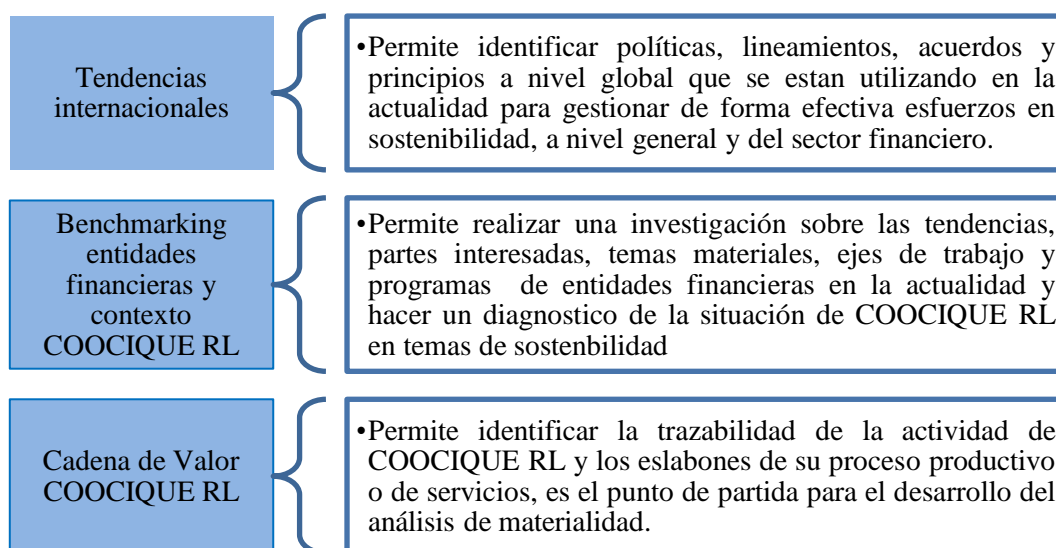 Tendencias
internacionales
•Permite identificar políticas, lineamientos, acuerdos y
principios a nivel global que se estan utilizando en la
actualidad para gestionar de forma efectiva esfuerzos en
sostenibilidad, a nivel general y del sector financiero.
Benchmarking
entidades
financieras y
contexto
COOCIQUE RL
•Permite realizar una investigación sobre las tendencias,
partes interesadas, temas materiales, ejes de trabajo y
programas de entidades financieras en la actualidad y
hacer un diagnostico de la situación de COOCIQUE RL
en temas de sostenbilidad
Cadena de Valor
COOCIQUE RL
•Permite identificar la trazabilidad de la actividad de
COOCIQUE RL y los eslabones de su proceso productivo
o de servicios, es el punto de partida para el desarrollo del
análisis de materialidad.